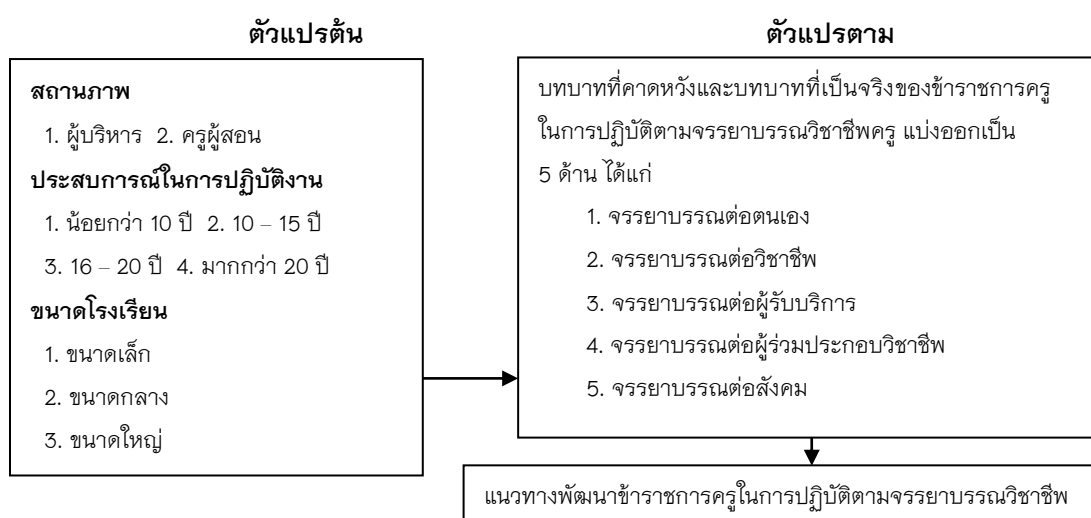 ตัวแปรต้น
สถานภาพ
1. ผู้บริหาร 2. ครูผู้สอน
ประสบการณ์ในการปฏิบัติงาน
1. น้อยกว่า 10 ปี 2. 10 – 15 ปี
3. 16 – 20 ปี 4. มากกว่า 20 ปี
ขนาดโรงเรียน
1. ขนาดเล็ก
2. ขนาดกลาง
3. ขนาดใหญ่
ตัวแปรตาม
บทบาทที่คาดหวังและบทบาทที่เป็นจริงของข้าราชการครู
ในการปฏิบัติตามจรรยาบรรณวิชาชีพครู แบ่งออกเป็น
5 ด้าน ได้แก่
1. จรรยาบรรณต่อตนเอง
2. จรรยาบรรณต่อวิชาชีพ
3. จรรยาบรรณต่อผู้รับบริการ
4. จรรยาบรรณต่อผู้ร่วมประกอบวิชาชีพ
5. จรรยาบรรณต่อสังคม
แนวทางพัฒนาข้าราชการครูในการปฏิบัติตามจรรยาบรรณวิชาชีพ